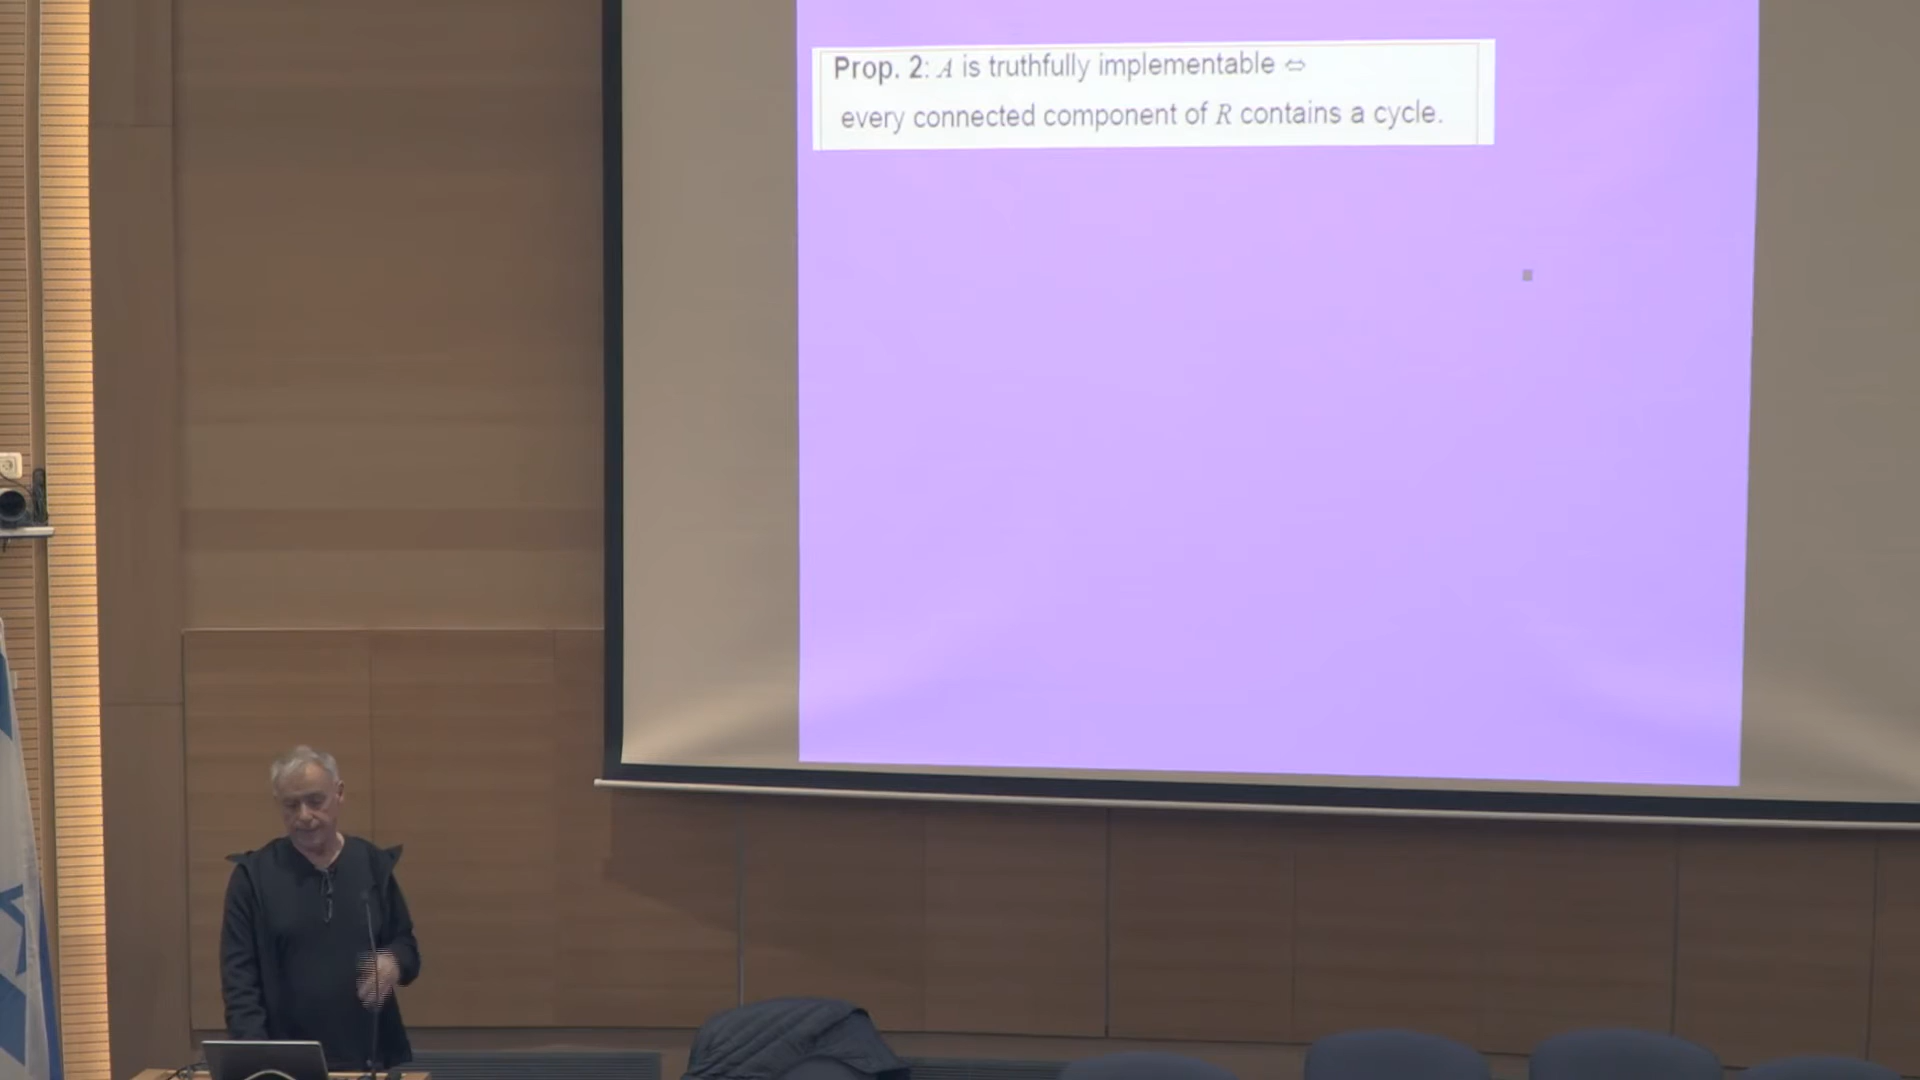 Prop. 2: A is truthfully implementable ⇔
every connected component of R contains a cycle.